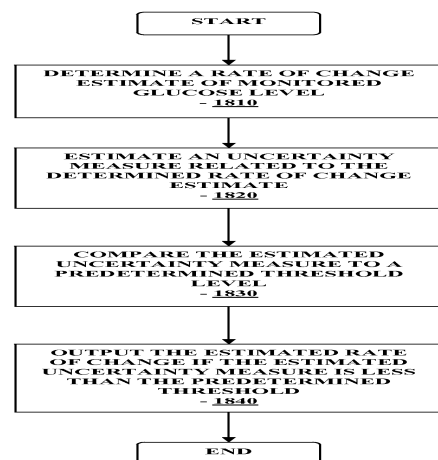 START
DETERMINE A RATE OF CHANGE
ESTIMATE OF MONITORED
GLUCOSE LEVEL
- 1810
ESTIMATE AN UNCERTAINTY
MEASURE RELATED TO THE
DETERMINED RATE OF CHANGE
ESTIMATE
- 1820
COMPARE THE ESTIMATED
UNCERTAINTY MEASURE TO A
PREDETERMINED THRESHOLD
LEVEL
- 1830
OUTPUT THE ESTIMATED RATE
OF CHANGE IF THE ESTIMATED
UNCERTAINTY MEASURE IS LESS
THAN THE PREDETERMINED
THRESHOLD
- 1840
END